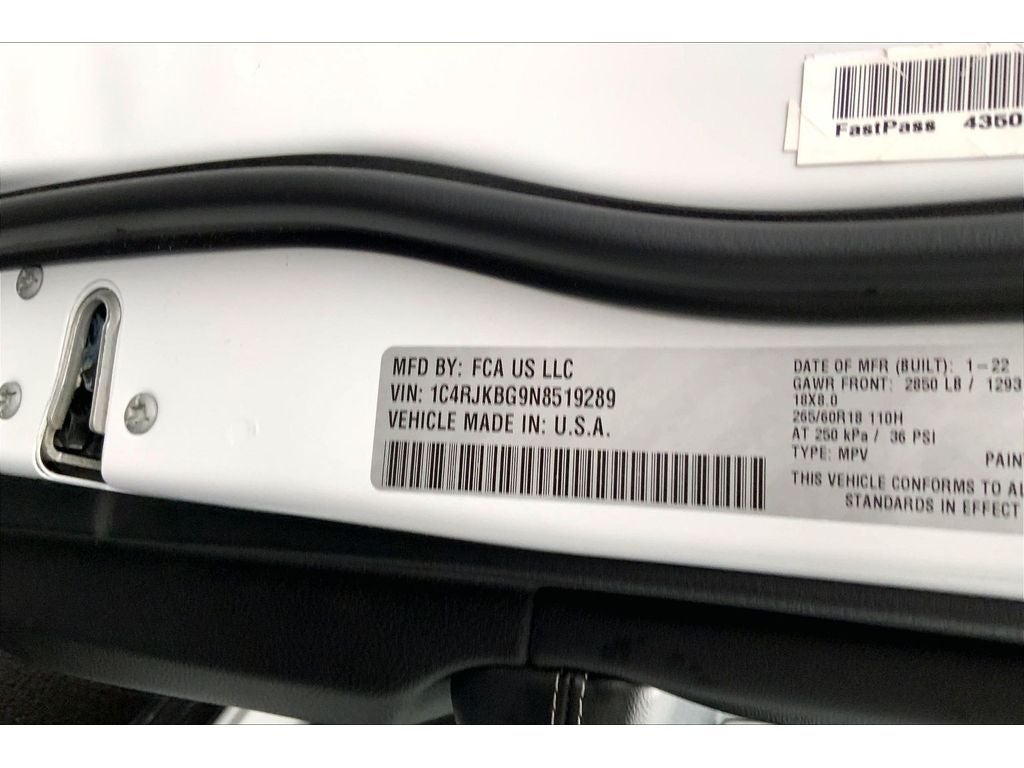 FastPass 4350
MFD BY: FCA US LLC
VIN: 1C4RJKBG9N8519289
VEHICLE MADE IN: U.S.A.
DATE OF MFR (BUILT): 1-22
GAWR FRONT: 2850 LB / 1293
18X8.0
265/60R18 110H
AT 250 kPa / 36 PSI
TYPE: MPV PAINT
THIS VEHICLE CONFORMS TO AL
STANDARDS IN EFFECT